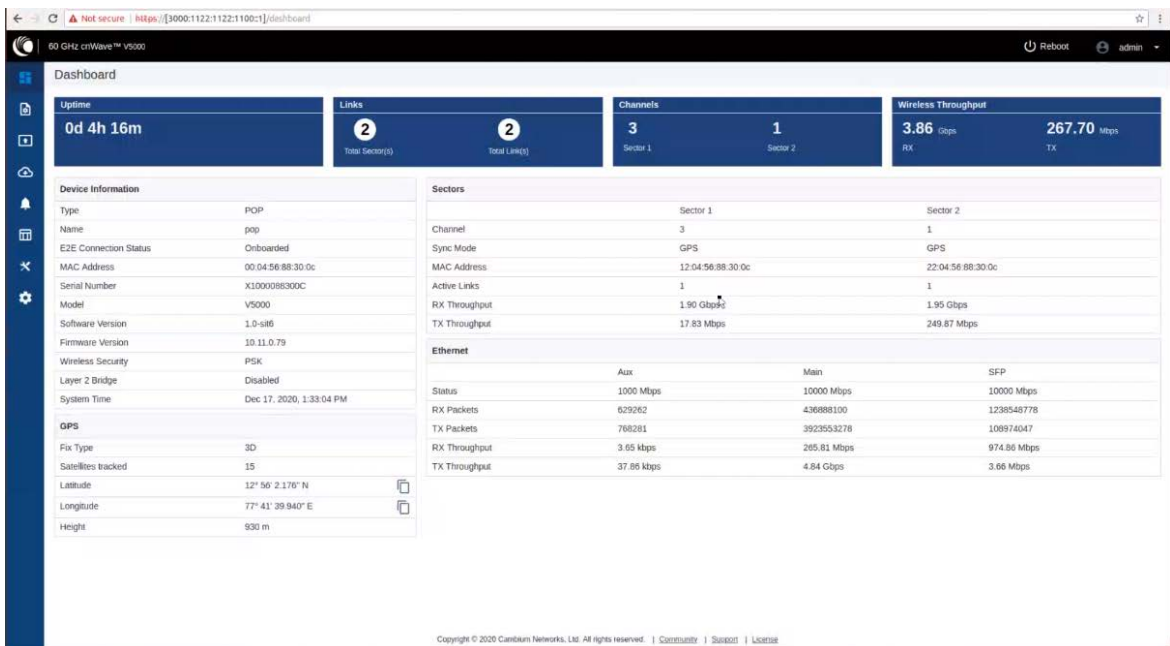 Not secure | https://[3000:1122:1122:1100::1]/dashboard
60 GHz cnWave™ V5000
Reboot
admin
Dashboard
Uptime
0d 4h 16m
Links
2
Total Sector(s)
2
Total Link(s)
Channels
3
Sector 1
1
Sector 2
Wireless Throughput
3.86 Gbps
RX
267.70 Mbps
TX
Device Information
Type POP
Name pop
E2E Connection Status Onboarded
MAC Address 00:04:56:88:30:0c
Serial Number X1000088300C
Model V5000
Software Version 1.0-sit6
Firmware Version 10.11.0.79
Wireless Security PSK
Layer 2 Bridge Disabled
System Time Dec 17, 2020, 1:33:04 PM
GPS
Fix Type 3D
Satellites tracked 15
Latitude 12° 56' 2.176" N
Longitude 77° 41' 39.940" E
Height 930 m
Sectors
Sector 1 Sector 2
Channel 3 1
Sync Mode GPS GPS
MAC Address 12:04:56:88:30:0c 22:04:56:88:30:0c
Active Links 1 1
RX Throughput 1.90 Gbps 1.95 Gbps
TX Throughput 17.83 Mbps 249.87 Mbps
Ethernet
Aux Main SFP
Status 1000 Mbps 10000 Mbps 10000 Mbps
RX Packets 629262 436888100 1238548778
TX Packets 768281 3923553278 108974047
RX Throughput 3.65 kbps 265.81 Mbps 974.86 Mbps
TX Throughput 37.86 kbps 4.84 Gbps 3.66 Mbps
Copyright © 2020 Cambium Networks, Ltd. All rights reserved. | Community | Support | License